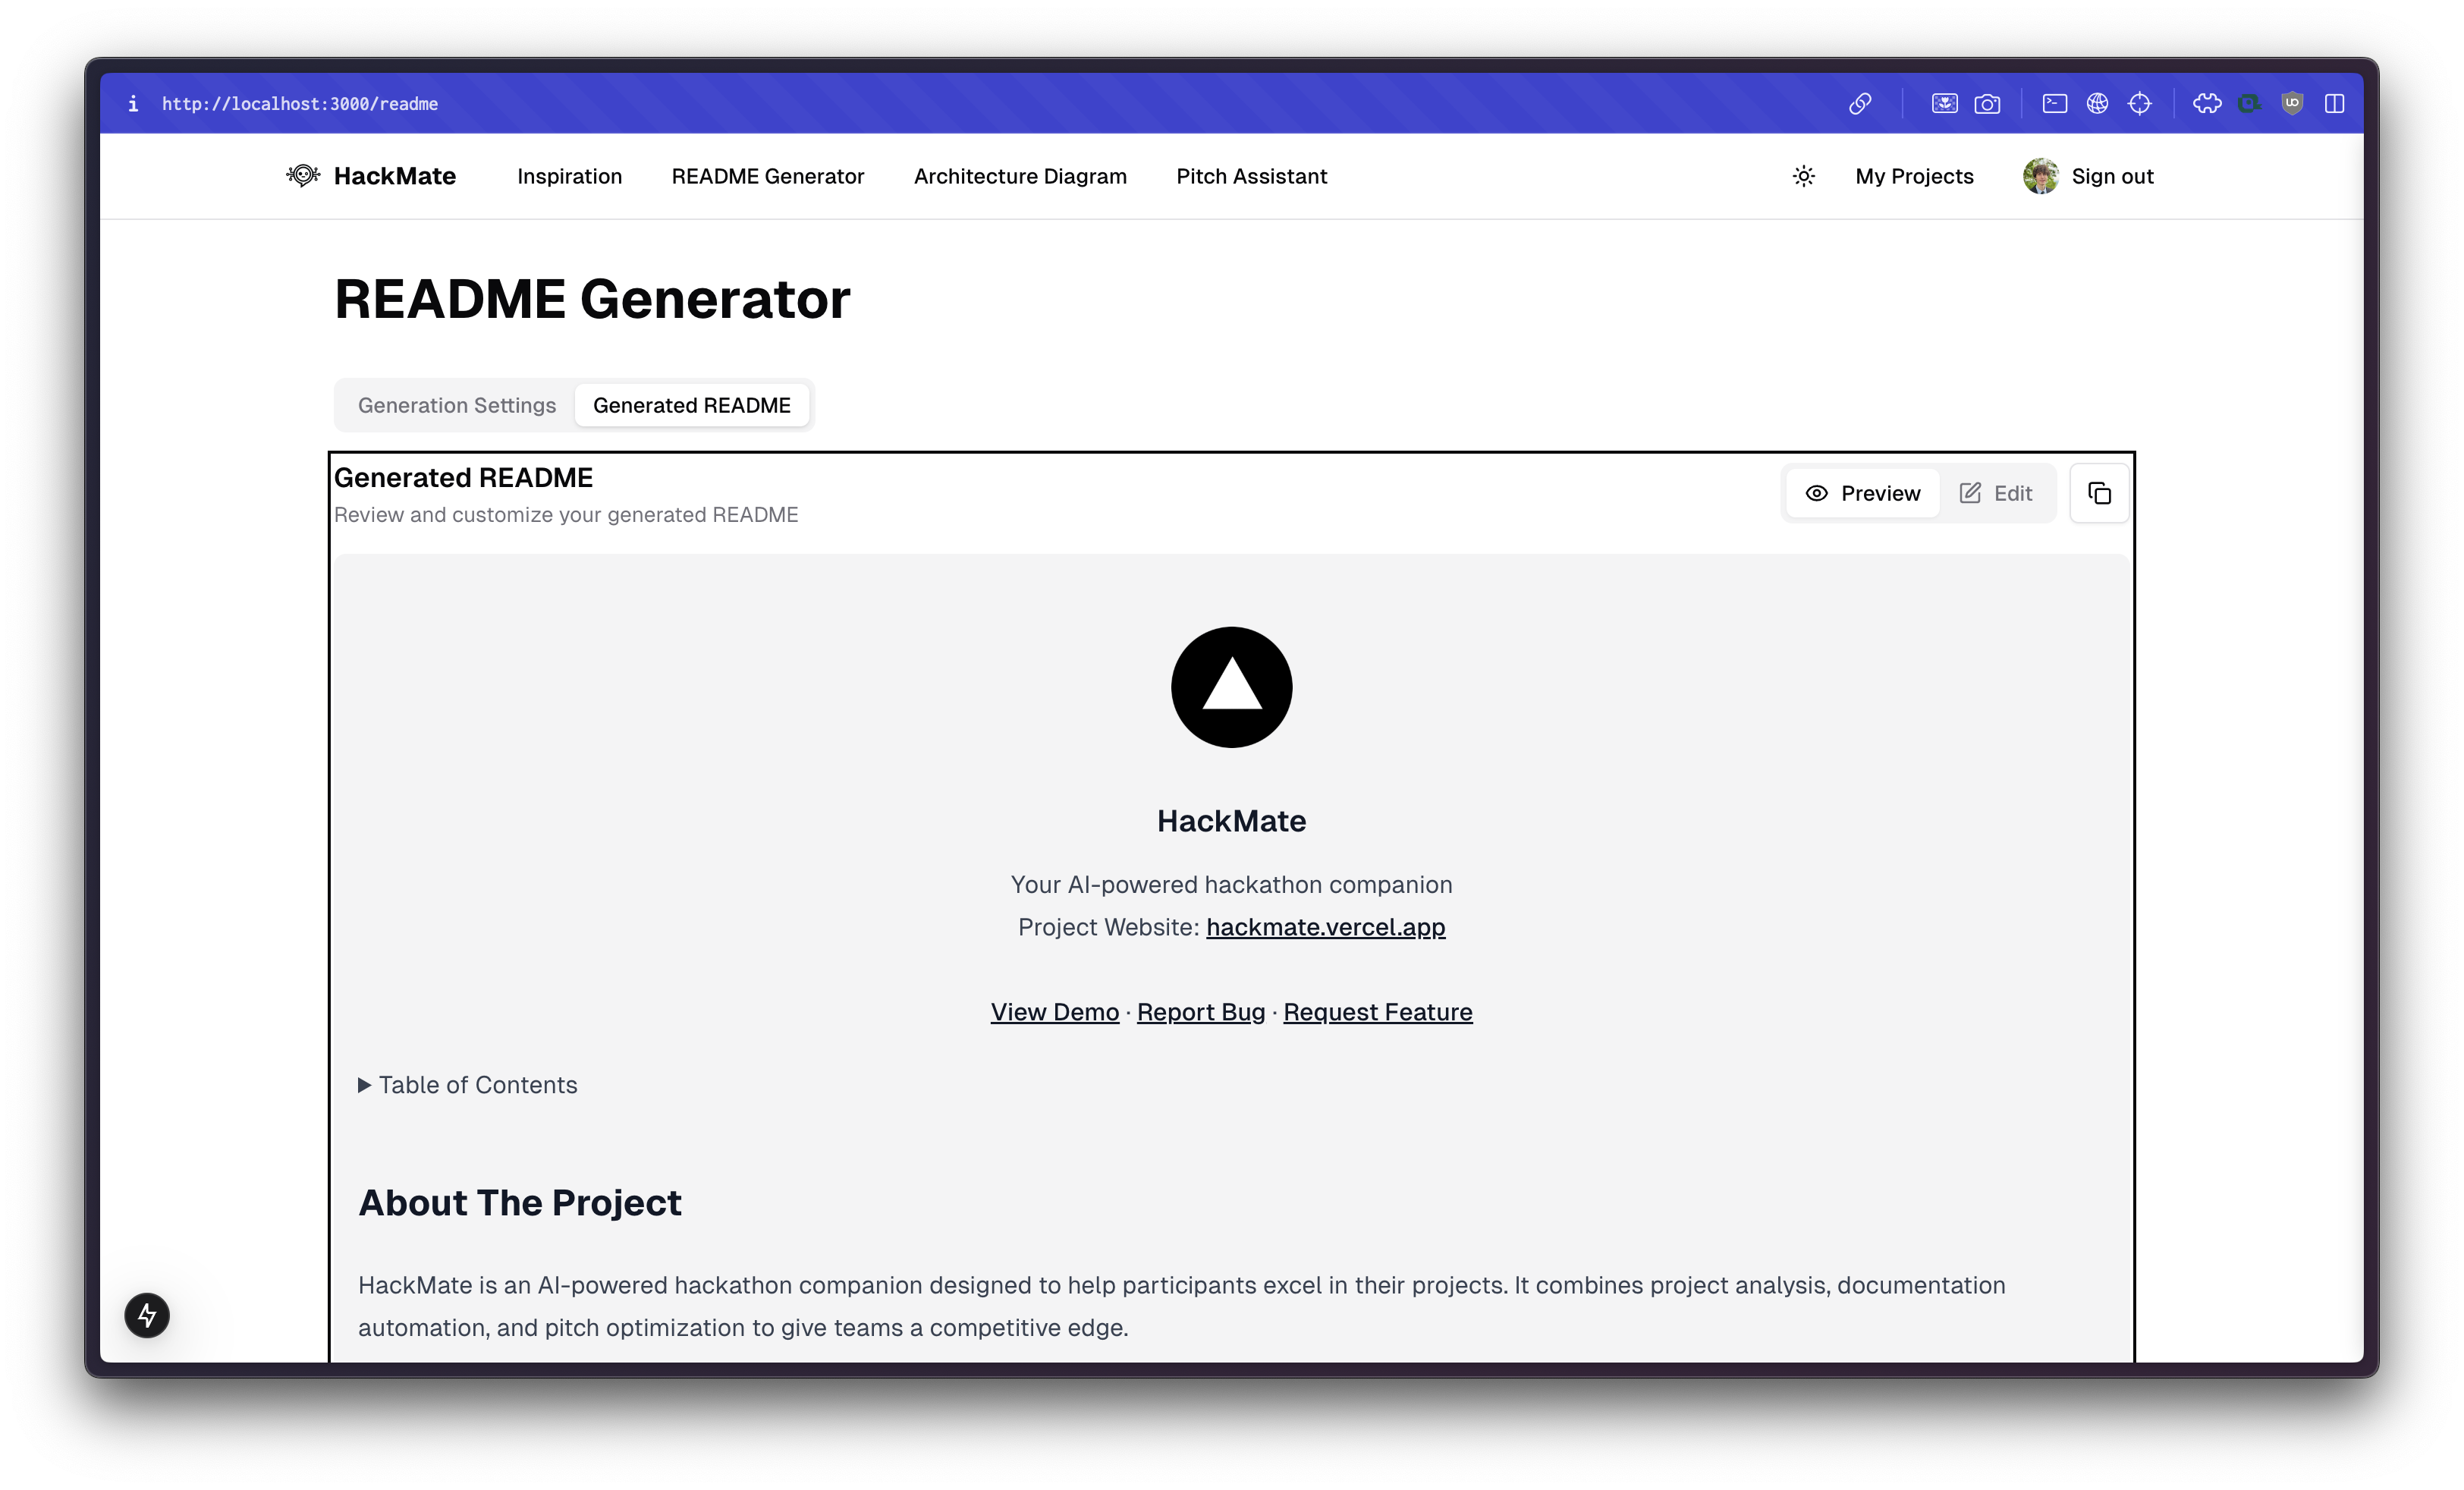 http://localhost:3000/readme
HackMate Inspiration README Generator Architecture Diagram Pitch Assistant My Projects Sign out
README Generator
Generation Settings Generated README
Generated README
Preview Edit
Review and customize your generated README
HackMate
Your AI-powered hackathon companion
Project Website: hackmate.vercel.app
View Demo · Report Bug · Request Feature
Table of Contents
About The Project
HackMate is an AI-powered hackathon companion designed to help participants excel in their projects. It combines project analysis, documentation
automation, and pitch optimization to give teams a competitive edge.